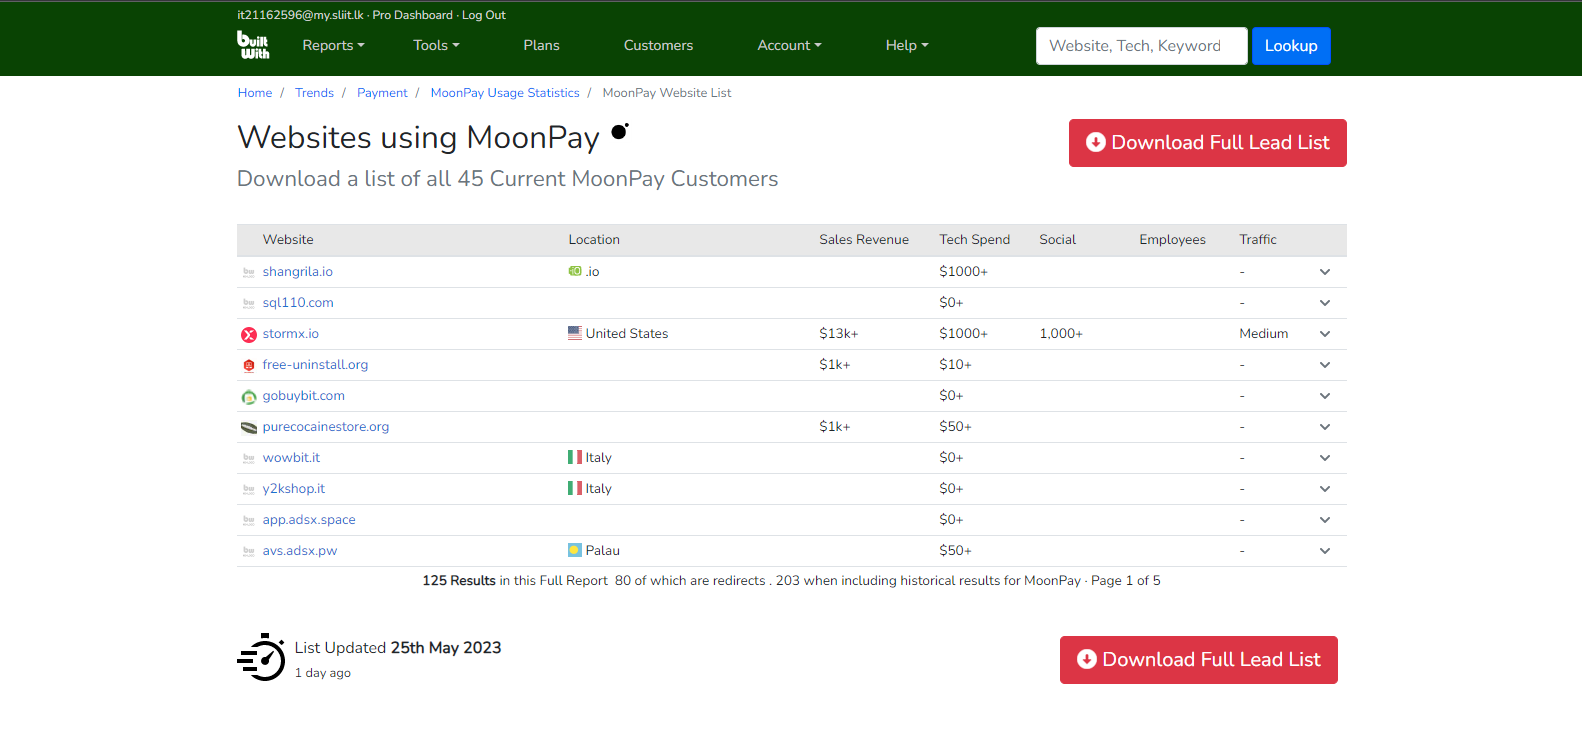 it21162596@my.sliit.lk · Pro Dashboard · Log Out
built With Reports Tools Plans Customers Account Help Website, Tech, Keyword Lookup
Home / Trends / Payment / MoonPay Usage Statistics / MoonPay Website List
Websites using MoonPay
Download Full Lead List
Download a list of all 45 Current MoonPay Customers
Website Location Sales Revenue Tech Spend Social Employees Traffic
shangrila.io .io $1000+ -
sql110.com $0+ -
stormx.io United States $13k+ $1000+ 1,000+ Medium
free-uninstall.org $1k+ $10+ -
gobuybit.com $0+ -
purecocainestore.org $1k+ $50+ -
wowbit.it Italy $0+ -
y2kshop.it Italy $0+ -
app.adsx.space $0+ -
avs.adsx.pw Palau $50+ -
125 Results in this Full Report 80 of which are redirects . 203 when including historical results for MoonPay · Page 1 of 5
List Updated 25th May 2023
1 day ago
Download Full Lead List